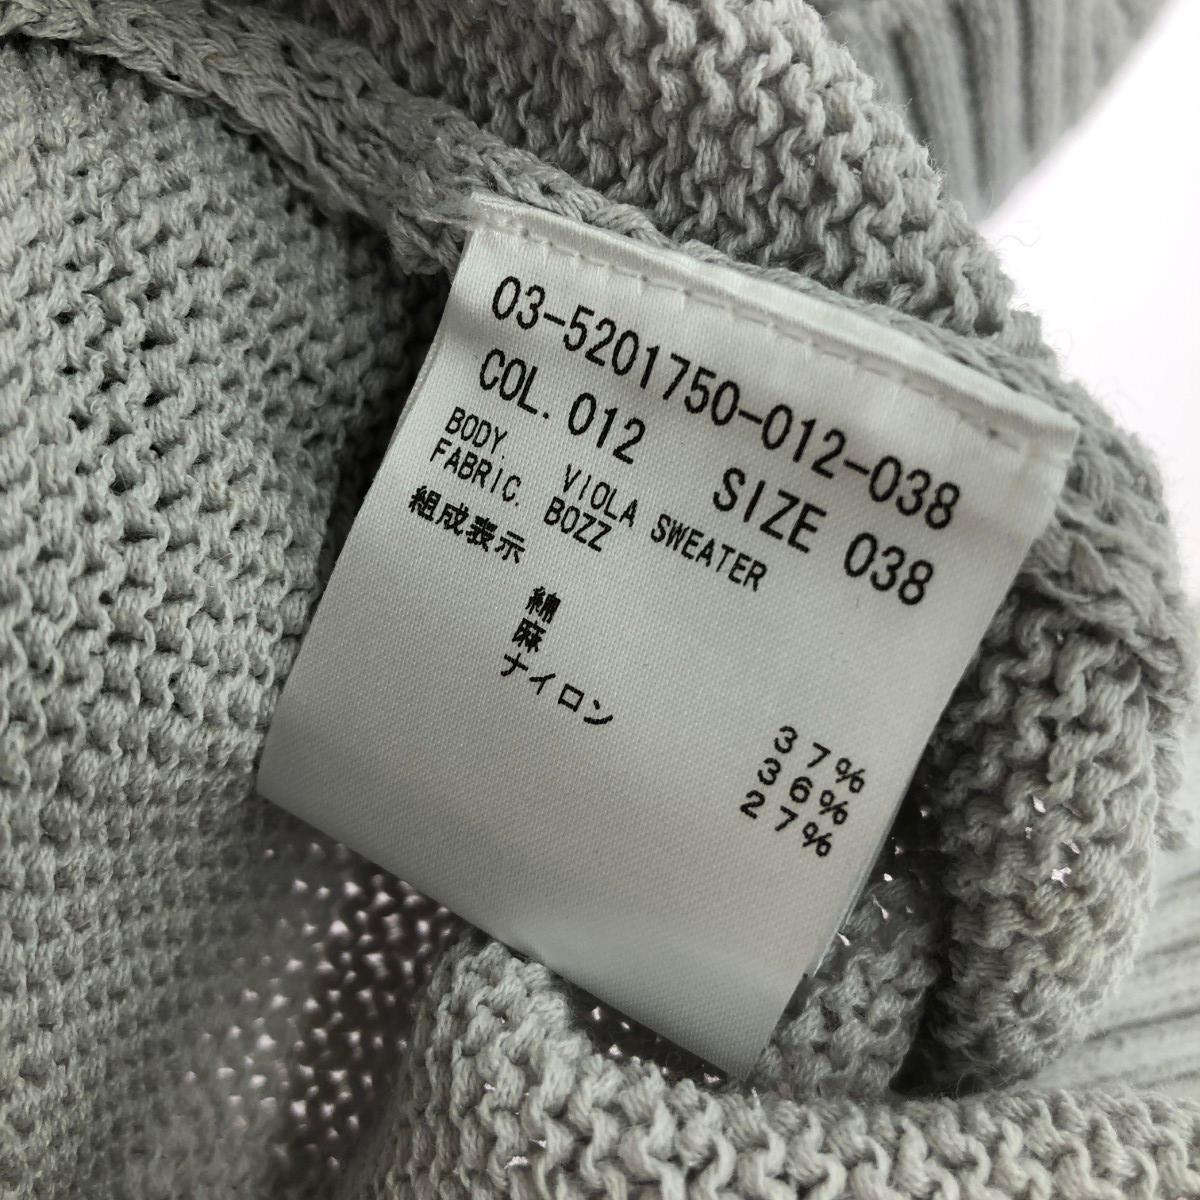 03-5201750-012-038
COL. 012 SIZE 038
BODY. VIOLA SWEATER
FABRIC. BOZZ
組成表示
綿 37%
麻 36%
ナイロン 27%